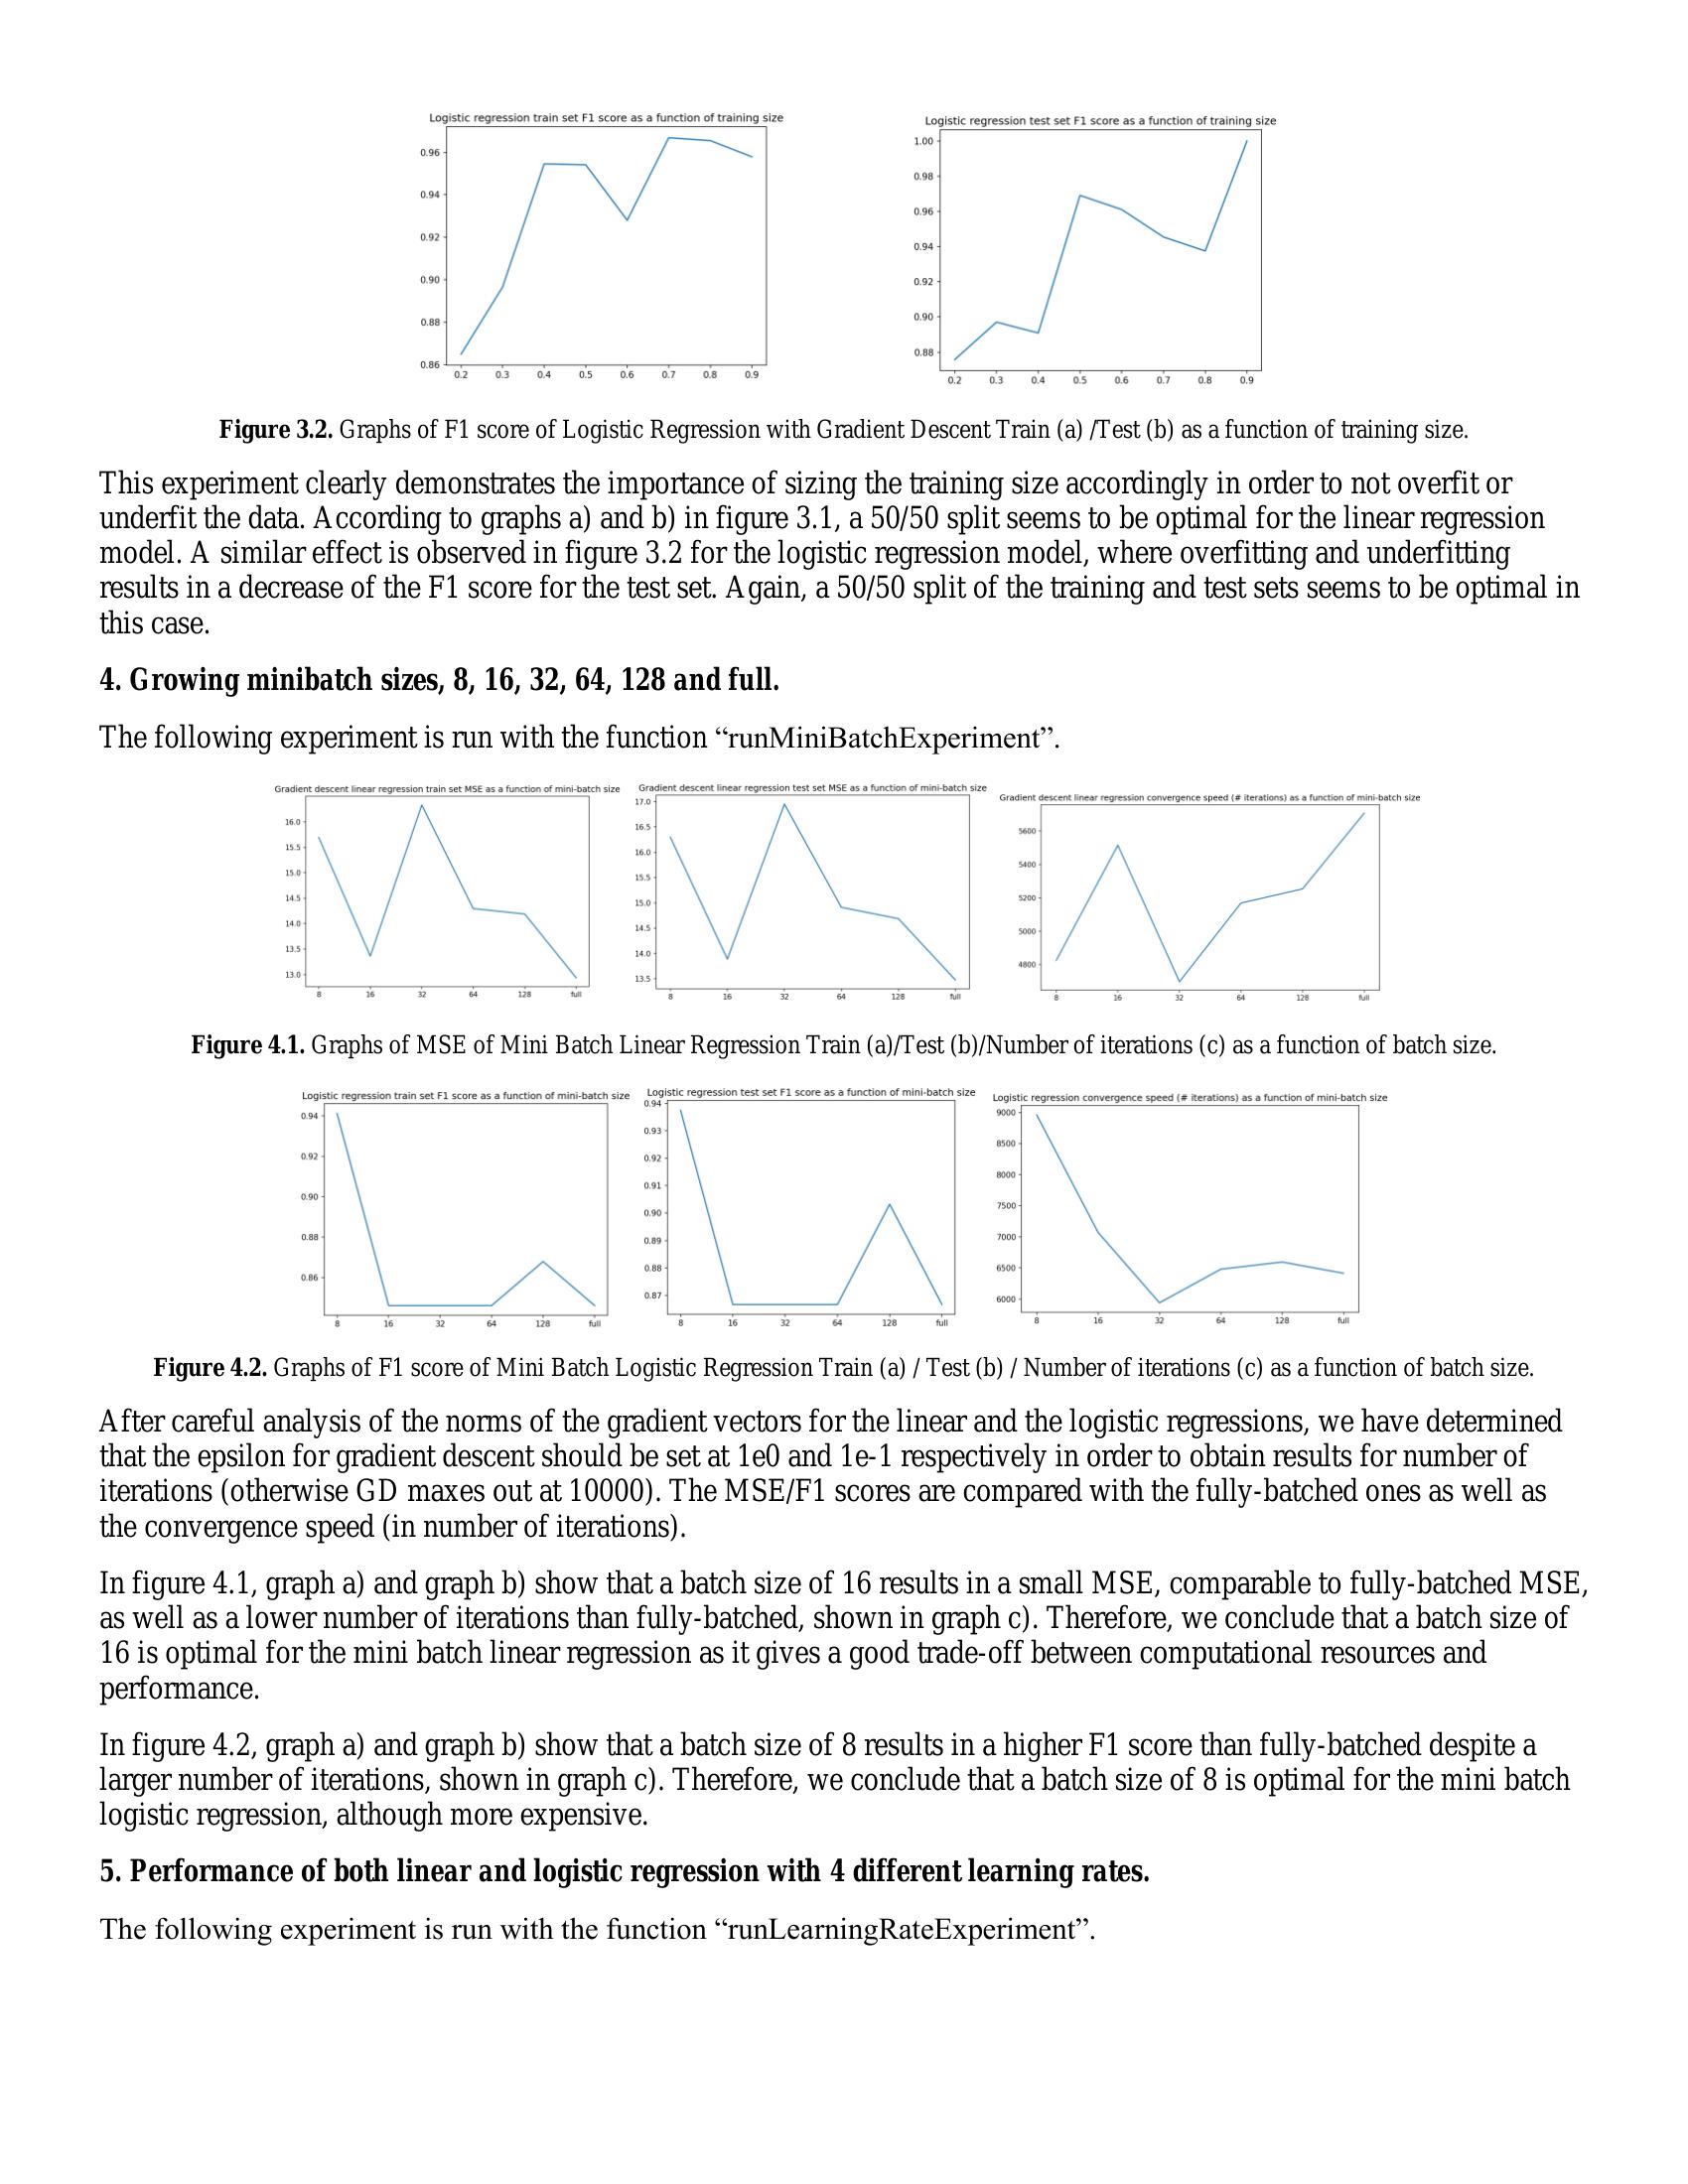 Logistic regression train set F1 score as a function of training size
0.96
0.94
0.92
0.90
0.88
0.86
0.2 0.3 0.4 0.5 0.6 0.7 0.8 0.9
Logistic regression test set F1 score as a function of training size
1.00
0.98
0.96
0.94
0.92
0.90
0.88
0.2 0.3 0.4 0.5 0.6 0.7 0.8 0.9
Figure 3.2. Graphs of F1 score of Logistic Regression with Gradient Descent Train (a) /Test (b) as a function of training size.
This experiment clearly demonstrates the importance of sizing the training size accordingly in order to not overfit or
underfit the data. According to graphs a) and b) in figure 3.1, a 50/50 split seems to be optimal for the linear regression
model. A similar effect is observed in figure 3.2 for the logistic regression model, where overfitting and underfitting
results in a decrease of the F1 score for the test set. Again, a 50/50 split of the training and test sets seems to be optimal in
this case.
4. Growing minibatch sizes, 8, 16, 32, 64, 128 and full.
The following experiment is run with the function “runMiniBatchExperiment”.
Gradient descent linear regression train set MSE as a function of mini-batch size
16.0
15.5
15.0
14.5
14.0
13.5
13.0
8 16 32 64 128 full
Gradient descent linear regression test set MSE as a function of mini-batch size
17.0
16.5
16.0
15.5
15.0
14.5
14.0
13.5
8 16 32 64 128 full
Gradient descent linear regression convergence speed (# iterations) as a function of mini-batch size
5600
5400
5200
5000
4800
8 16 32 64 128 full
Figure 4.1. Graphs of MSE of Mini Batch Linear Regression Train (a)/Test (b)/Number of iterations (c) as a function of batch size.
Logistic regression train set F1 score as a function of mini-batch size
0.94
0.92
0.90
0.88
0.86
8 16 32 64 128 full
Logistic regression test set F1 score as a function of mini-batch size
0.94
0.93
0.92
0.91
0.90
0.89
0.88
0.87
8 16 32 64 128 full
Logistic regression convergence speed (# iterations) as a function of mini-batch size
9000
8500
8000
7500
7000
6500
6000
8 16 32 64 128 full
Figure 4.2. Graphs of F1 score of Mini Batch Logistic Regression Train (a) / Test (b) / Number of iterations (c) as a function of batch size.
After careful analysis of the norms of the gradient vectors for the linear and the logistic regressions, we have determined
that the epsilon for gradient descent should be set at 1e0 and 1e-1 respectively in order to obtain results for number of
iterations (otherwise GD maxes out at 10000). The MSE/F1 scores are compared with the fully-batched ones as well as
the convergence speed (in number of iterations).
In figure 4.1, graph a) and graph b) show that a batch size of 16 results in a small MSE, comparable to fully-batched MSE,
as well as a lower number of iterations than fully-batched, shown in graph c). Therefore, we conclude that a batch size of
16 is optimal for the mini batch linear regression as it gives a good trade-off between computational resources and
performance.
In figure 4.2, graph a) and graph b) show that a batch size of 8 results in a higher F1 score than fully-batched despite a
larger number of iterations, shown in graph c). Therefore, we conclude that a batch size of 8 is optimal for the mini batch
logistic regression, although more expensive.
5. Performance of both linear and logistic regression with 4 different learning rates.
The following experiment is run with the function “runLearningRateExperiment”.